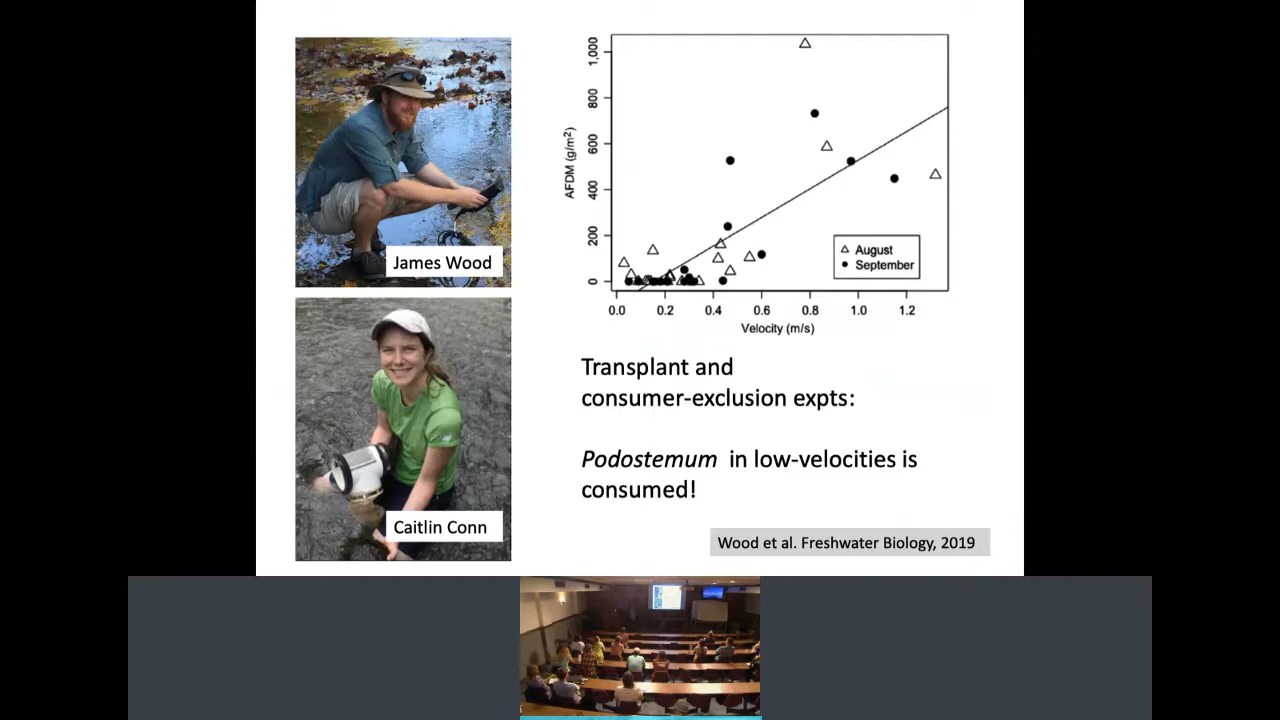 James Wood
Caitlin Conn
AFDM (g/m²)
1,000
800
600
400
200
0
August
September
0.0 0.2 0.4 0.6 0.8 1.0 1.2
Velocity (m/s)
Transplant and
consumer-exclusion expts:
Podostemum in low-velocities is
consumed!
Wood et al. Freshwater Biology, 2019